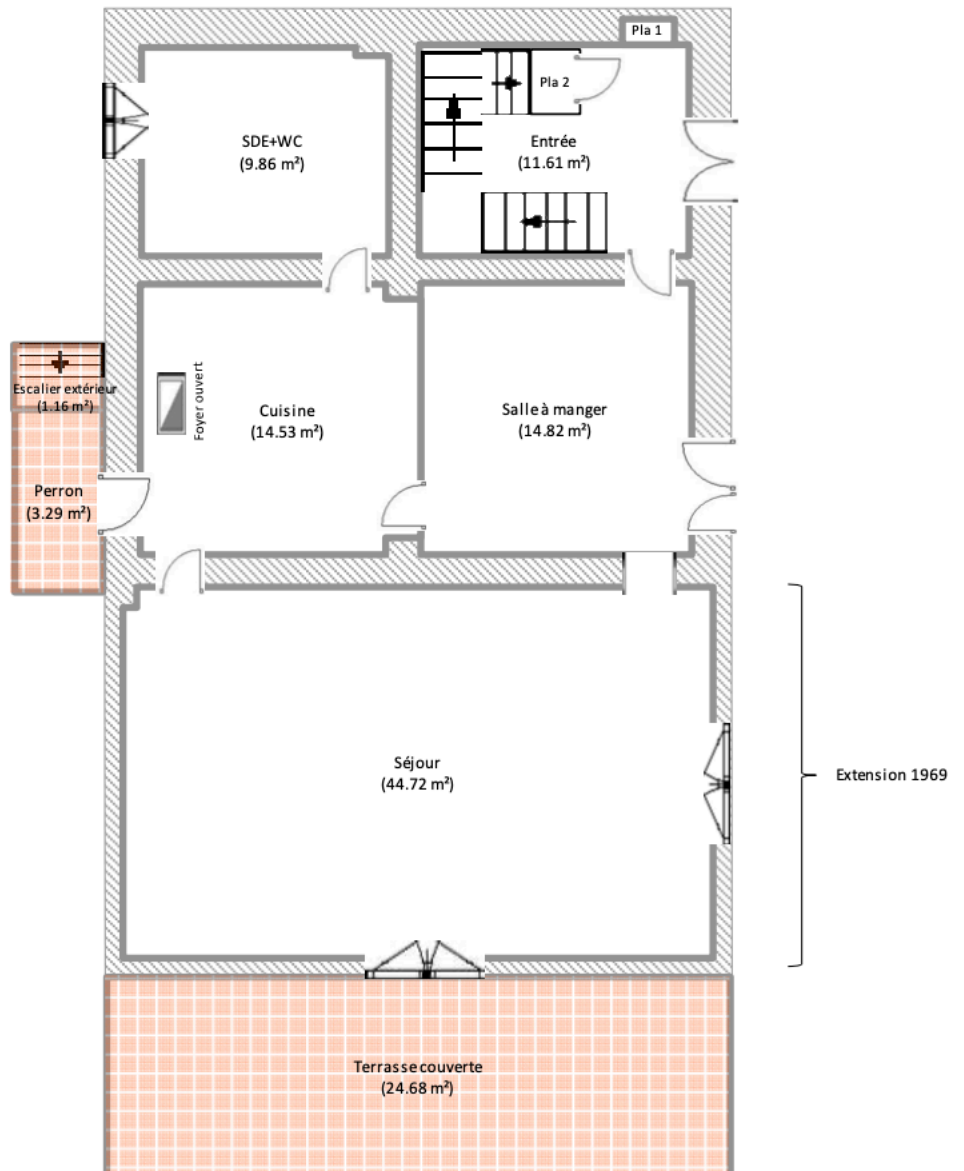 Pla 1
Pla 2
SDE+WC
(9.86 m²)
Entrée
(11.61 m²)
Escalier extérieur
(1.16 m²)
Foyer ouvert
Cuisine
(14.53 m²)
Salle à manger
(14.82 m²)
Perron
(3.29 m²)
Séjour
(44.72 m²)
Extension 1969
Terrasse couverte
(24.68 m²)